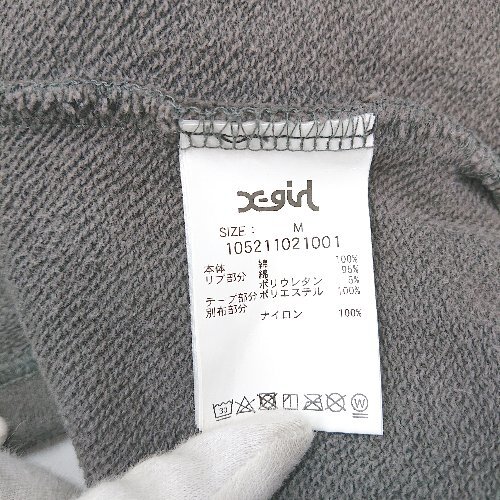 X-girl
SIZE : M
105211021001
本体 綿 100%
リブ部分 綿 95%
ポリウレタン 5%
テープ部分 ポリエステル 100%
別布部分 ナイロン 100%
30 W